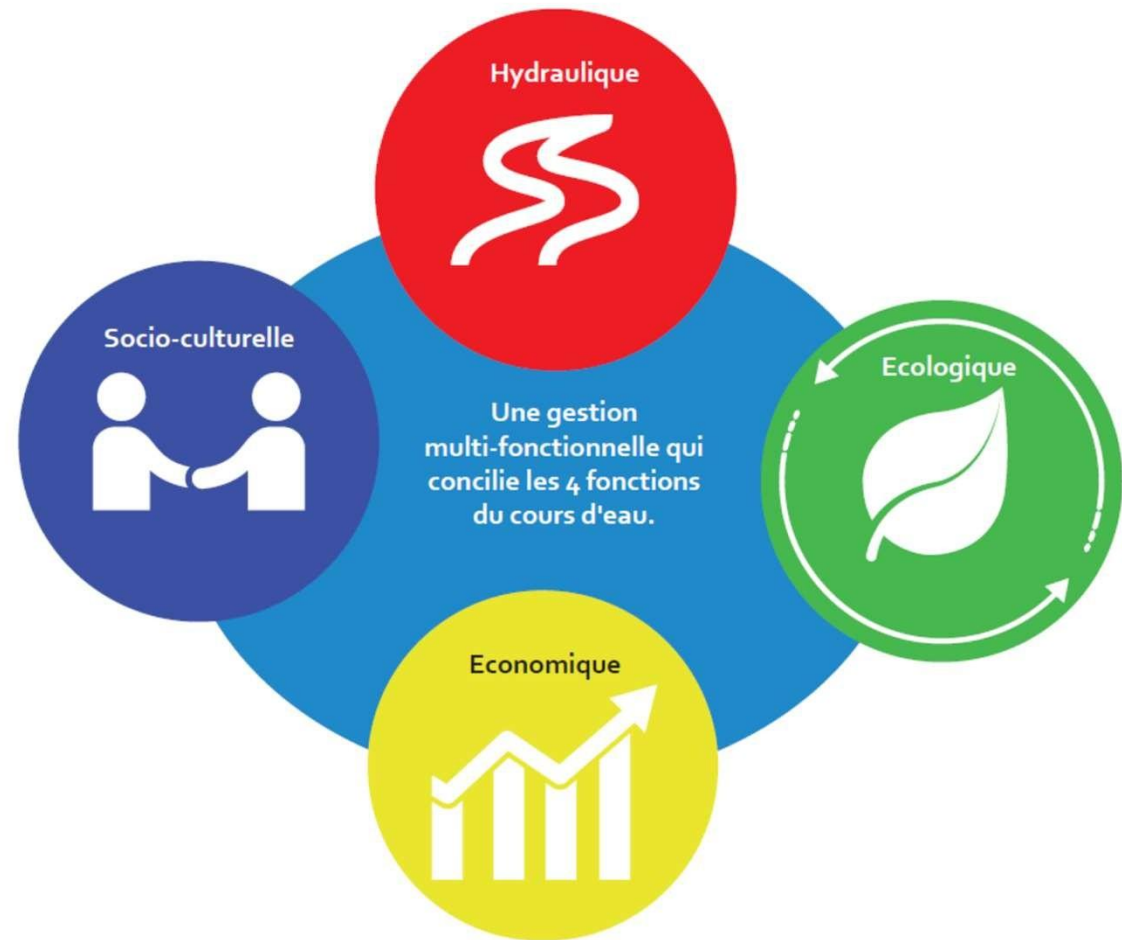 Hydraulique
Socio-culturelle
Ecologique
Une gestion
multi-fonctionnelle qui
concilie les 4 fonctions
du cours d'eau.
Economique